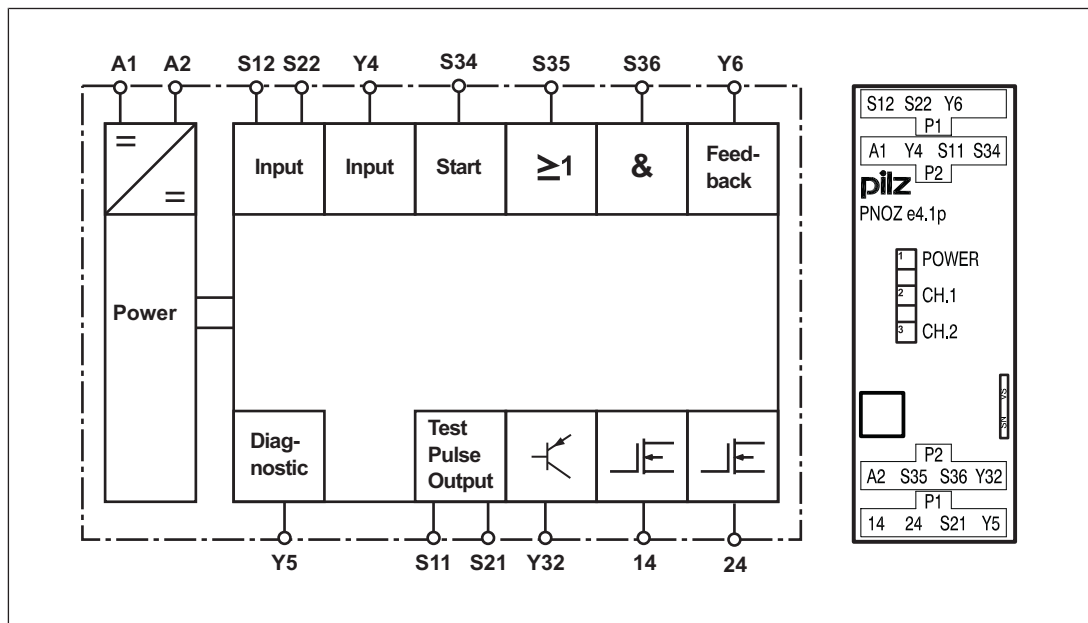 A1 A2 S12 S22 Y4 S34 S35 S36 Y6
= =
Input Input Start ≥1 & Feed-
back
Power
Diag-
nostic
Test
Pulse
Output
Y5 S11 S21 Y32 14 24
S12 S22 Y6
P1
A1 Y4 S11 S34
P2
pilz
PNOZ e4.1p
1 POWER
2 CH.1
3 CH.2
S/N VS
P2
A2 S35 S36 Y32
P1
14 24 S21 Y5